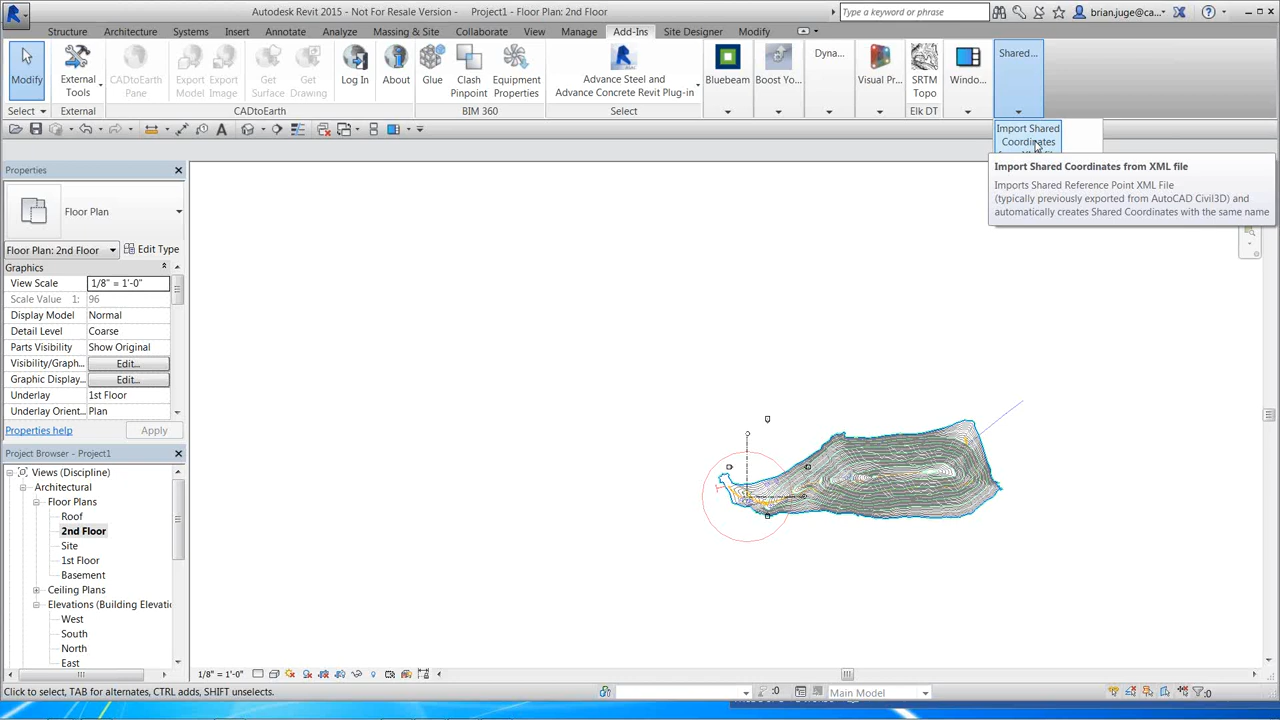 Autodesk Revit 2015 - Not For Resale Version -    Project1 - Floor Plan: 2nd Floor
Type a keyword or phrase
brian.juge@ca...
Structure
Architecture
Systems
Insert
Annotate
Analyze
Massing & Site
Collaborate
View
Manage
Add-Ins
Site Designer
Modify
Modify
External
Tools
CADtoEarth
Pane
Export
Model
Export
Image
Get
Surface
Get
Drawing
Log In
About
Glue
Clash
Pinpoint
Equipment
Properties
Advance Steel and
Advance Concrete Revit Plug-in
Bluebeam
Boost Yo...
Dyna...
Visual Pr...
SRTM
Topo
Windo...
Shared...
Select
External
CADtoEarth
BIM 360
Select
Elk DT
Import Shared
Coordinates
Import Shared Coordinates from XML file
Imports Shared Reference Point XML File
(typically previously exported from AutoCAD Civil3D) and
automatically creates Shared Coordinates with the same name
Properties
Floor Plan
Floor Plan: 2nd Floor
Edit Type
Graphics
View Scale 1/8" = 1'-0"
Scale Value 1: 96
Display Model Normal
Detail Level Coarse
Parts Visibility Show Original
Visibility/Graph... Edit...
Graphic Display... Edit...
Underlay 1st Floor
Underlay Orient... Plan
Properties help
Apply
Project Browser - Project1
Views (Discipline)
Architectural
Floor Plans
Roof
2nd Floor
Site
1st Floor
Basement
Ceiling Plans
Elevations (Building Elevatio
West
South
North
East
1/8" = 1'-0"
Click to select, TAB for alternates, CTRL adds, SHIFT unselects.
:0
Main Model
:0